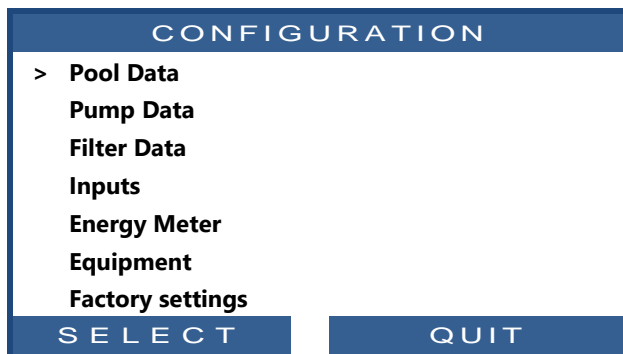 CONFIGURATION
> Pool Data
Pump Data
Filter Data
Inputs
Energy Meter
Equipment
Factory settings
SELECT QUIT